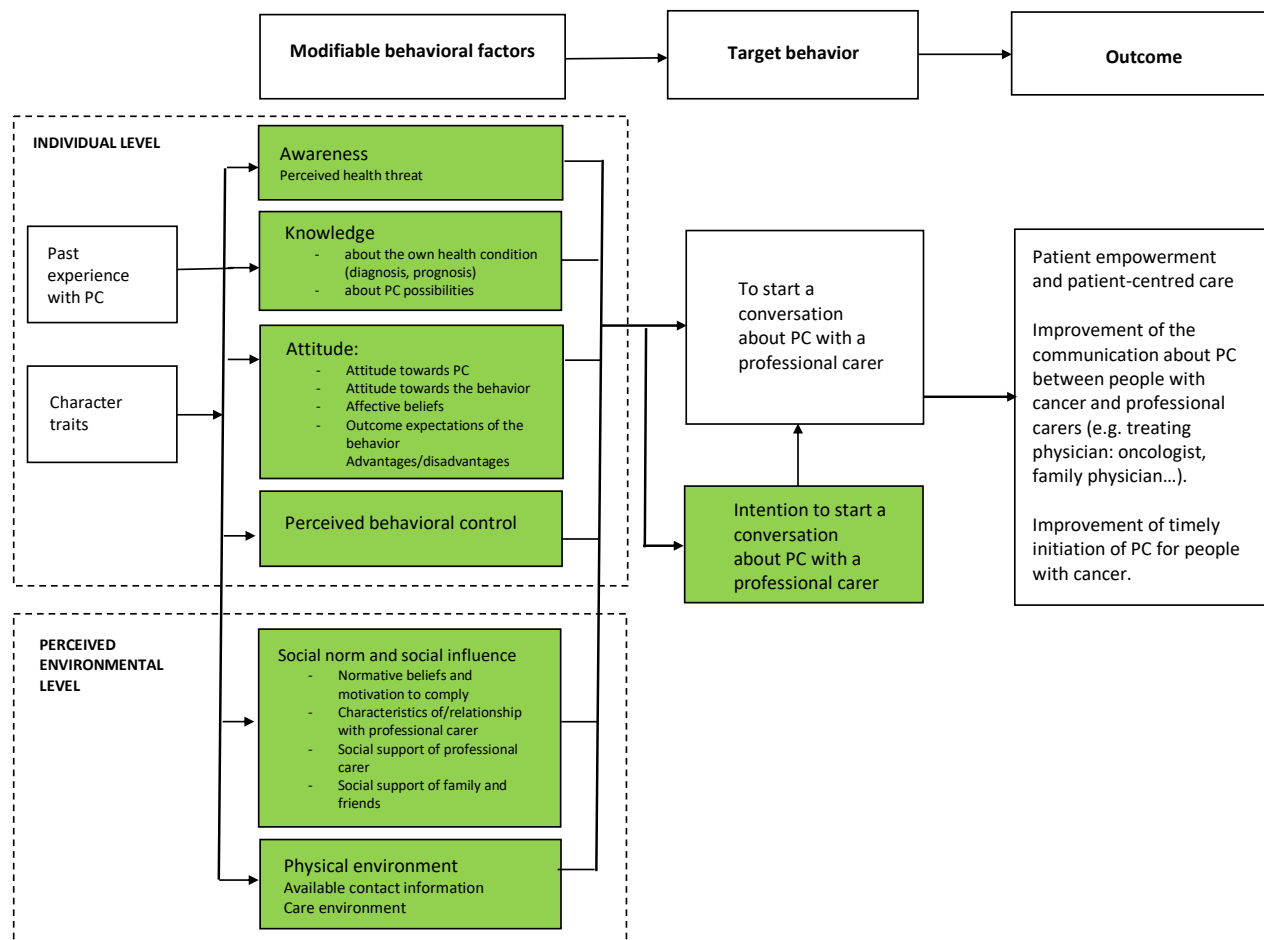 Modifiable behavioral factors
Target behavior
Outcome
INDIVIDUAL LEVEL
Past
experience
with PC
Character
traits
Awareness
Perceived health threat
Knowledge
- about the own health condition
(diagnosis, prognosis)
- about PC possibilities
Attitude:
- Attitude towards PC
- Attitude towards the behavior
- Affective beliefs
- Outcome expectations of the
behavior
Advantages/disadvantages
Perceived behavioral control
PERCEIVED
ENVIRONMENTAL
LEVEL
Social norm and social influence
- Normative beliefs and
motivation to comply
- Characteristics of/relationship
with professional carer
- Social support of professional
carer
- Social support of family and
friends
Physical environment
Available contact information
Care environment
To start a
conversation
about PC with a
professional carer
Intention to start a
conversation
about PC with a
professional carer
Patient empowerment
and patient-centred care
Improvement of the
communication about PC
between people with
cancer and professional
carers (e.g. treating
physician: oncologist,
family physician…).
Improvement of timely
initiation of PC for people
with cancer.